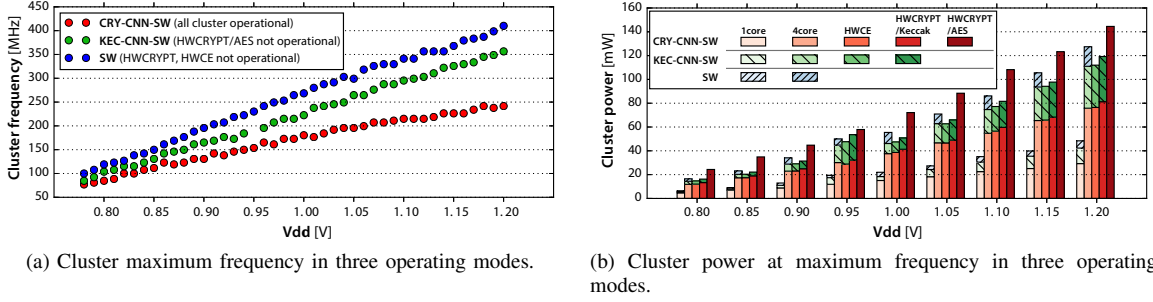 450
400
350
300
250
200
150
100
50
Cluster frequency [MHz]
CRY-CNN-SW (all cluster operational)
KEC-CNN-SW (HWCRYPT/AES not operational)
SW (HWCRYPT, HWCE not operational)
0.80 0.85 0.90 0.95 1.00 1.05 1.10 1.15 1.20
Vdd [V]
(a) Cluster maximum frequency in three operating modes.
160
140
120
100
80
60
40
20
0
Cluster power [mW]
1core 4core HWCE HWCRYPT/Keccak HWCRYPT/AES
CRY-CNN-SW
KEC-CNN-SW
SW
0.80 0.85 0.90 0.95 1.00 1.05 1.10 1.15 1.20
Vdd [V]
(b) Cluster power at maximum frequency in three operating
modes.